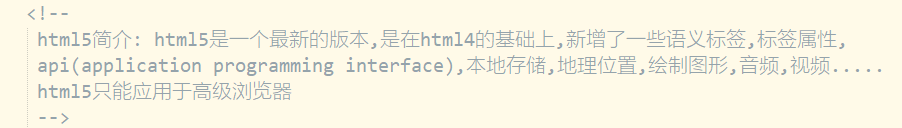 <!--
html5简介: html5是一个最新的版本,是在html4的基础上,新增了一些语义标签,标签属性,
api(application programming interface),本地存储,地理位置,绘制图形,音频,视频.....
html5只能应用于高级浏览器
-->